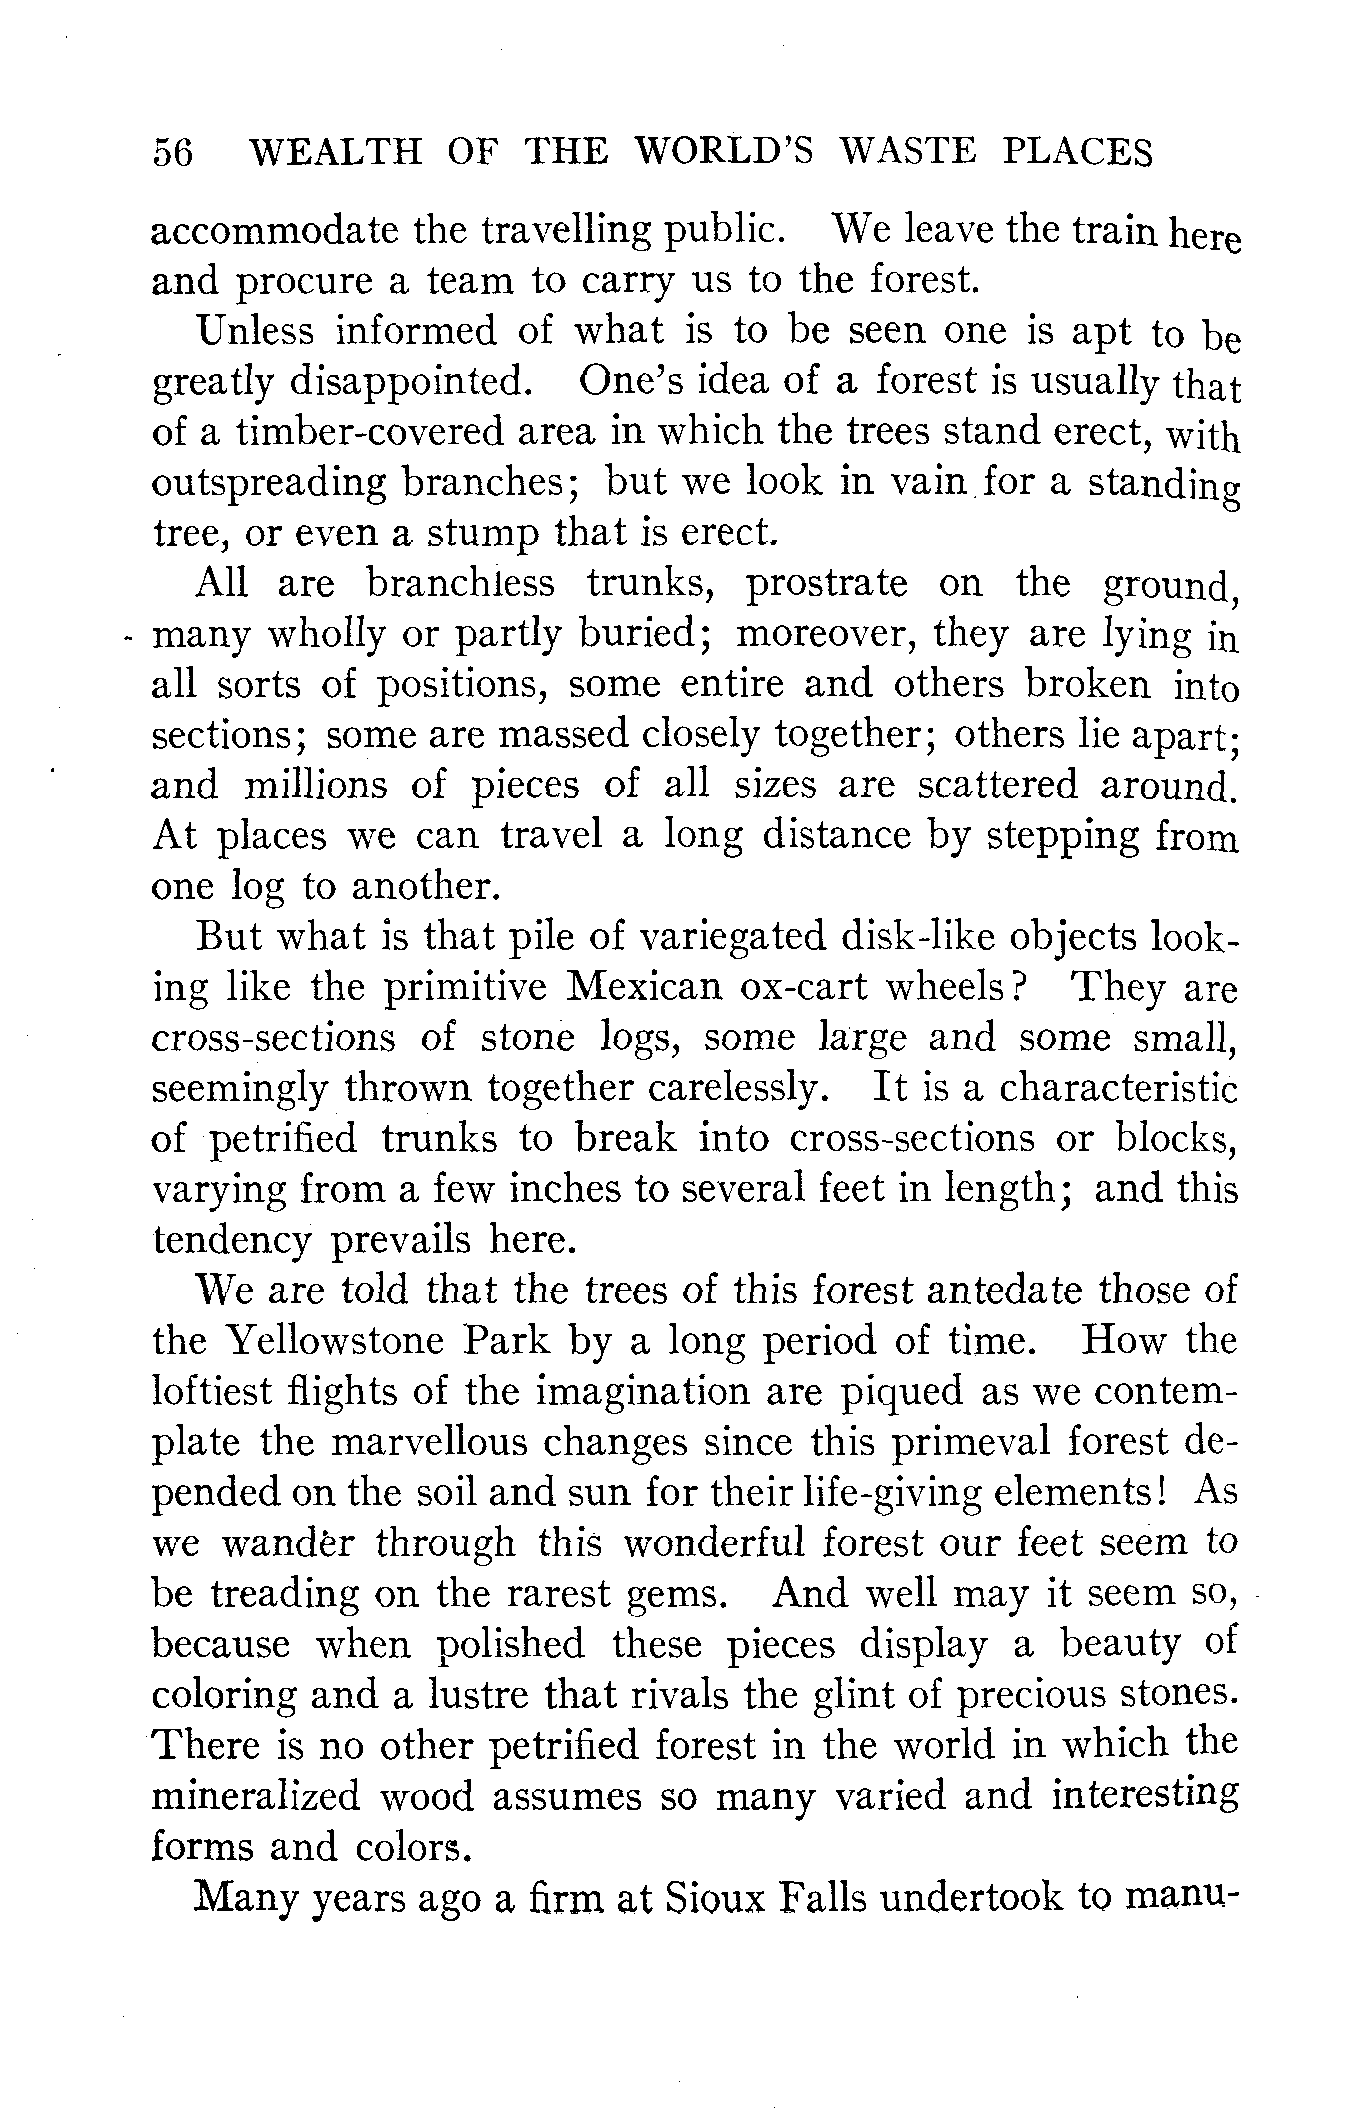 56 WEALTH OF THE WORLD'S WASTE PLACES
accommodate the travelling public. We leave the train here
and procure a team to carry us to the forest.
Unless informed of what is to be seen one is apt to be
greatly disappointed. One's idea of a forest is usually that
of a timber-covered area in which the trees stand erect, with
outspreading branches; but we look in vain for a standing
tree, or even a stump that is erect.
All are branchless trunks, prostrate on the ground,
many wholly or partly buried; moreover, they are lying in
all sorts of positions, some entire and others broken into
sections; some are massed closely together; others lie apart;
and millions of pieces of all sizes are scattered around.
At places we can travel a long distance by stepping from
one log to another.
But what is that pile of variegated disk-like objects look-
ing like the primitive Mexican ox-cart wheels? They are
cross-sections of stone logs, some large and some small,
seemingly thrown together carelessly. It is a characteristic
of petrified trunks to break into cross-sections or blocks,
varying from a few inches to several feet in length; and this
tendency prevails here.
We are told that the trees of this forest antedate those of
the Yellowstone Park by a long period of time. How the
loftiest flights of the imagination are piqued as we contem-
plate the marvellous changes since this primeval forest de-
pended on the soil and sun for their life-giving elements! As
we wander through this wonderful forest our feet seem to
be treading on the rarest gems. And well may it seem so,
because when polished these pieces display a beauty of
coloring and a lustre that rivals the glint of precious stones.
There is no other petrified forest in the world in which the
mineralized wood assumes so many varied and interesting
forms and colors.
Many years ago a firm at Sioux Falls undertook to manu-